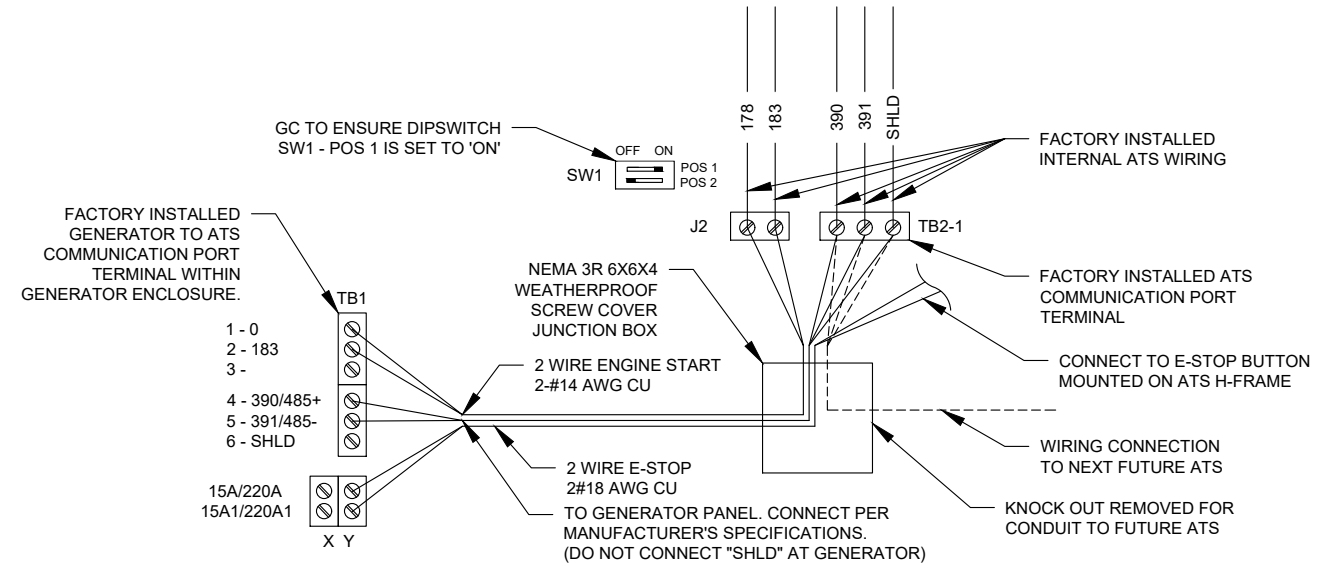 178
183
390
391
SHLD
GC TO ENSURE DIPSWITCH
SW1 - POS 1 IS SET TO 'ON'
OFF ON
SW1
POS 1
POS 2
FACTORY INSTALLED
INTERNAL ATS WIRING
J2
TB2-1
FACTORY INSTALLED
GENERATOR TO ATS
COMMUNICATION PORT
TERMINAL WITHIN
GENERATOR ENCLOSURE.
NEMA 3R 6X6X4
WEATHERPROOF
SCREW COVER
JUNCTION BOX
FACTORY INSTALLED ATS
COMMUNICATION PORT
TERMINAL
TB1
1 - 0
2 - 183
3 -
4 - 390/485+
5 - 391/485-
6 - SHLD
15A/220A
15A1/220A1
X Y
2 WIRE ENGINE START
2-#14 AWG CU
CONNECT TO E-STOP BUTTON
MOUNTED ON ATS H-FRAME
WIRING CONNECTION
TO NEXT FUTURE ATS
2 WIRE E-STOP
2#18 AWG CU
KNOCK OUT REMOVED FOR
CONDUIT TO FUTURE ATS
TO GENERATOR PANEL. CONNECT PER
MANUFACTURER'S SPECIFICATIONS.
(DO NOT CONNECT "SHLD" AT GENERATOR)